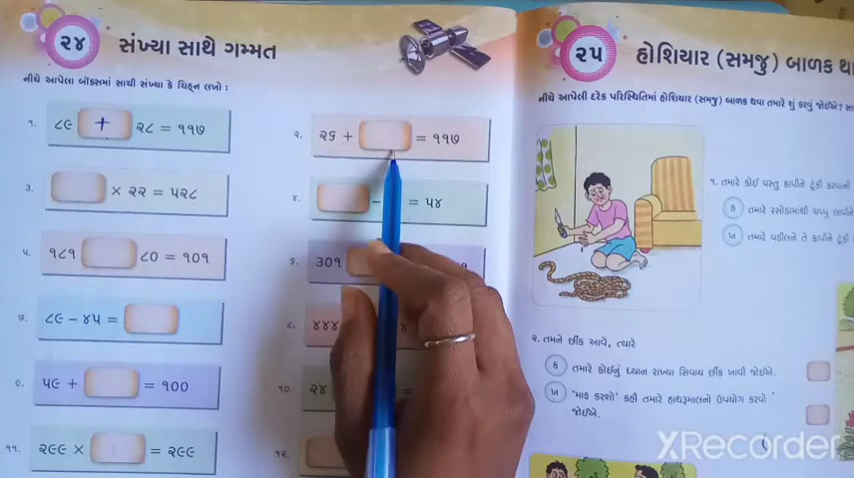 ૨૪ સંખ્યા સાથે ગમ્મત
નીચે આપેલા બૉક્સમાં સાચી સંખ્યા કે ચિહ્ન લખો :
૧. ૮૯ + ૨૮ = ૧૧૭
૨. ૨૬ + = ૧૧૭
૩. × ૨૨ = ૫૨૮
૪. - = ૫૪
૫. ૧૮૧ ૮૦ = ૧૦૧
૬. ૩૦૧
૭. ૮૯ - ૪૫ =
૮. ૪૪૪
૯. ૫૯ + = ૧૦૦
૧૦. ૨૪ =
૧૧. ૨૯૯ × = ૨૯૯
૧૨.
૨૫ હોશિયાર (સમજુ) બાળક
નીચે આપેલી દરેક પરિસ્થિતિમાં હોશિયાર (સમજુ) બાળક થવા તમારે શું કરવું જોઈએ ?
૧. તમારે કોઈ વસ્તુ કાપીને ટૂંકી કરવાની
ક તમારે રસોડામાંથી ચપ્પુ લાવીને
ખ તમારે વડીલને તે કાપીને ટૂંકી
૨. તમને છીંક આવે, ત્યારે
ક તમારે કોઈનું ધ્યાન રાખ્યા સિવાય છીંક ખાવી જોઈએ.
ખ 'માફ કરશો' કહી તમારે હાથરૂમાલનો ઉપયોગ કરવો
જોઈએ.
XRecorder